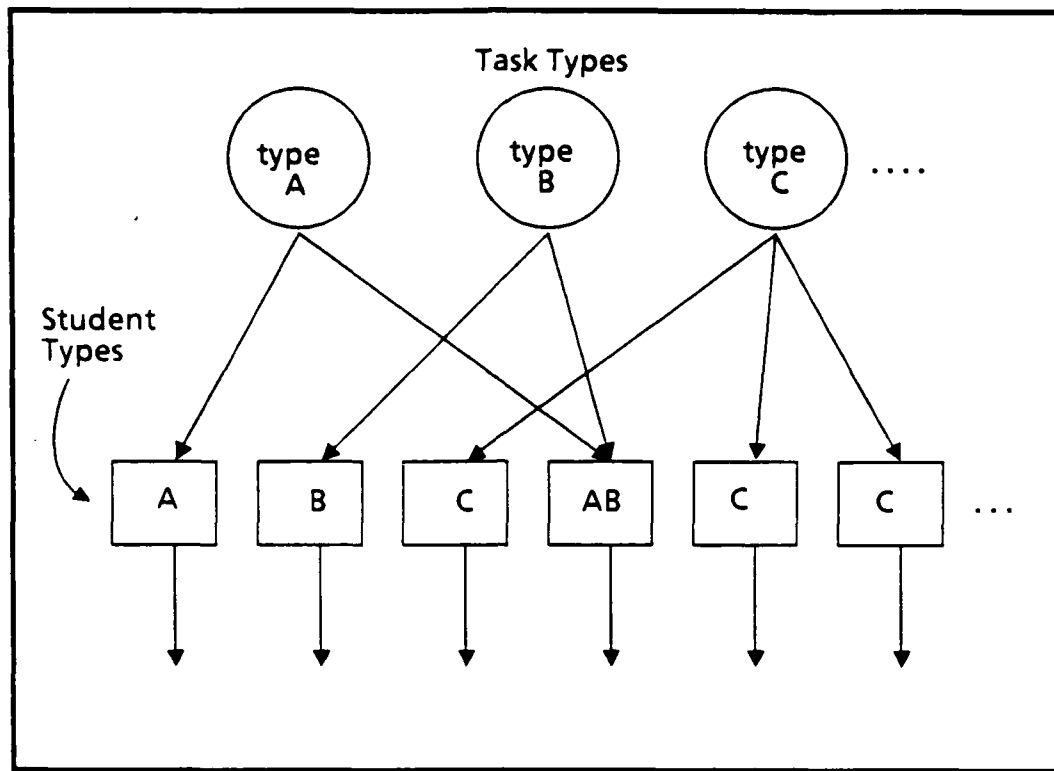 Task Types
type
A
type
B
type
C
....
Student
Types
A
B
C
AB
C
C
...